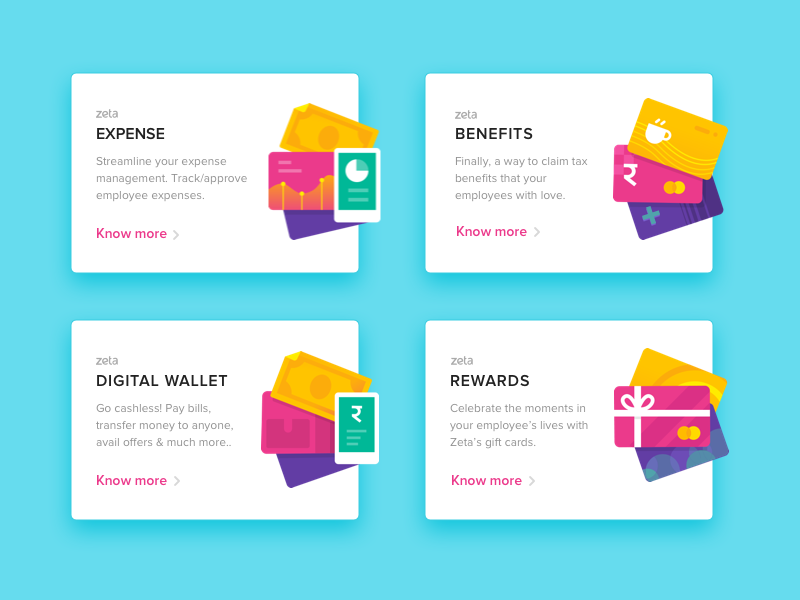 zeta
EXPENSE
Streamline your expense
management. Track/approve
employee expenses.
Know more
zeta
BENEFITS
Finally, a way to claim tax
benefits that your
employees with love.
Know more
₹
zeta
DIGITAL WALLET
Go cashless! Pay bills,
transfer money to anyone,
avail offers & much more..
Know more
₹
zeta
REWARDS
Celebrate the moments in
your employee's lives with
Zeta's gift cards.
Know more